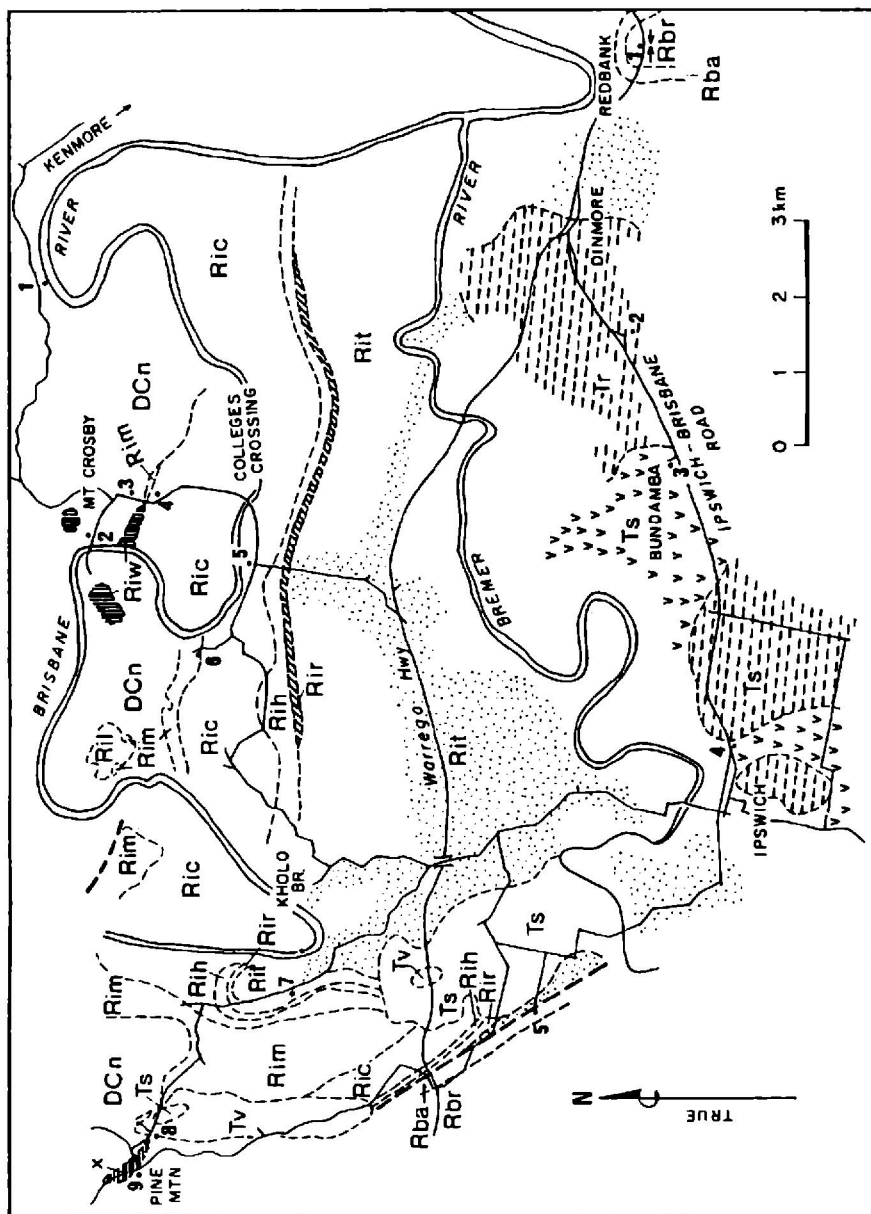 KENMORE
1
RIVER
MT CROSBY
2
3
Rim
4
DCn
Riw
BRISBANE
Ric
COLLEGES
CROSSING
Ric
5
6
DCn
Ril
Rim
Ric
Rih
Rir
Rim
Ric
KHOLO
BR.
x
9
PINE
MTN
8
DCn
Ts
Tv
Rim
Rih
Rir
Rit
7
Rim
Ric
Rit
RIVER
Warrego Hwy
Rit
BREMER
Tv
Ts
Rih
Rir
Rba
Rbr
Ts
5
REDBANK
1
Rbr
Rba
DINMORE
Tr
2
BUNDAMBA
Ts
3
IPSWICH-BRISBANE
ROAD
Ts
4
IPSWICH
N
TRUE
0 1 2 3 km